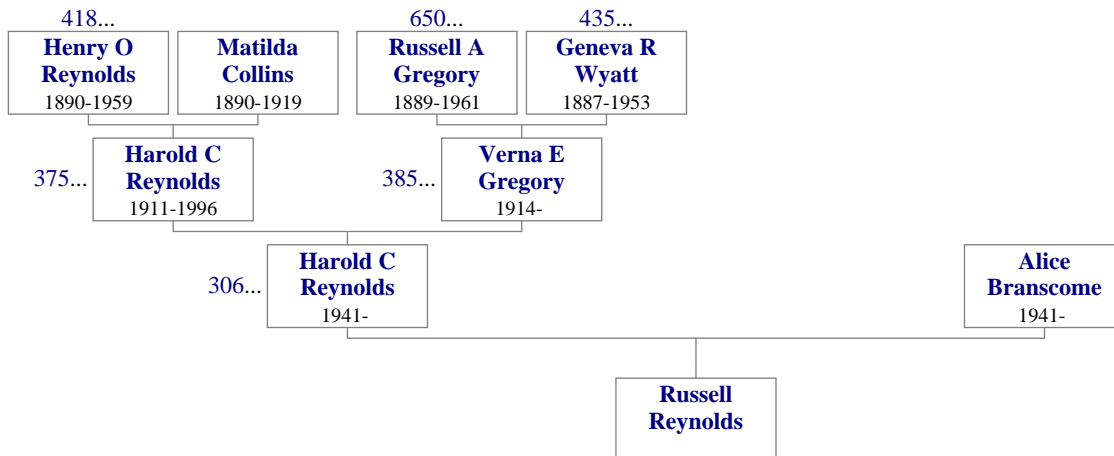 418...
650...
435...
Henry O
Reynolds
1890-1959
Matilda
Collins
1890-1919
Russell A
Gregory
1889-1961
Geneva R
Wyatt
1887-1953
375...
Harold C
Reynolds
1911-1996
385...
Verna E
Gregory
1914-
306...
Harold C
Reynolds
1941-
Alice
Branscome
1941-
Russell
Reynolds